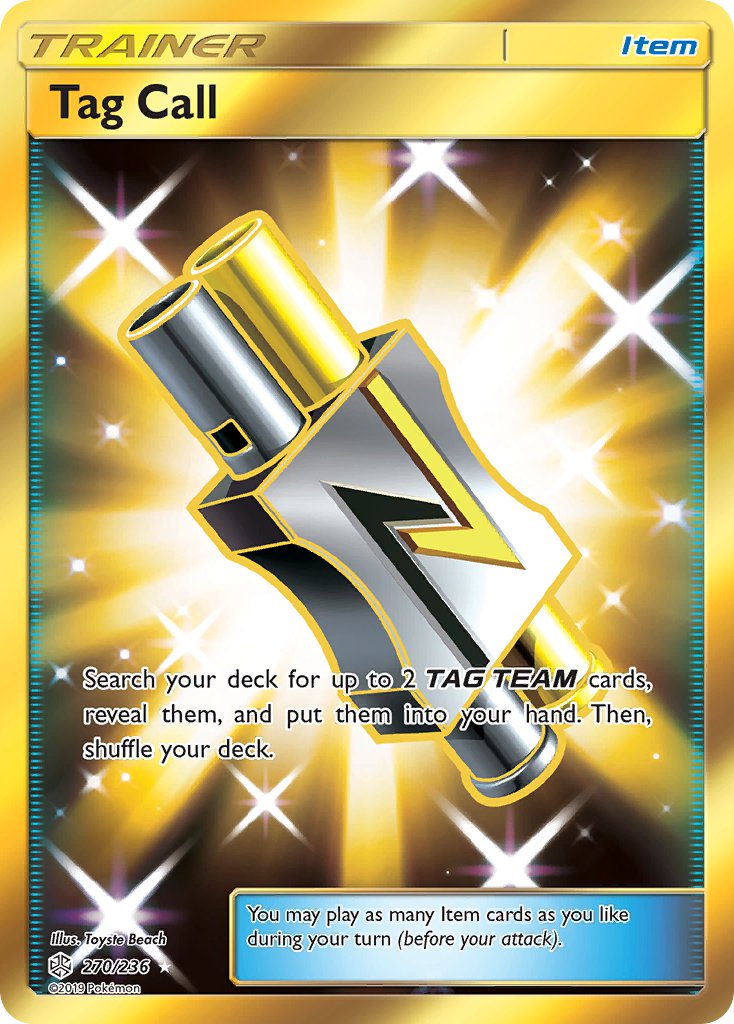 TRAINER
Item
Tag Call
Search your deck for up to 2 TAG TEAM cards,
reveal them, and put them into your hand. Then,
shuffle your deck.
You may play as many Item cards as you like
during your turn (before your attack).
Illus. Toyste Beach
270/236
©2019 Pokémon